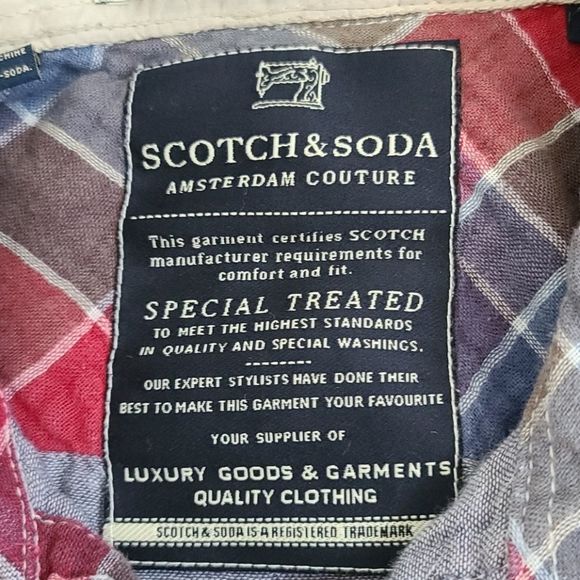 -SODA.
SCOTCH & SODA
AMSTERDAM COUTURE
This garment certifies SCOTCH
manufacturer requirements for
comfort and fit.
SPECIAL TREATED
TO MEET THE HIGHEST STANDARDS
IN QUALITY AND SPECIAL WASHINGS.
OUR EXPERT STYLISTS HAVE DONE THEIR
BEST TO MAKE THIS GARMENT YOUR FAVOURITE
YOUR SUPPLIER OF
LUXURY GOODS & GARMENTS
QUALITY CLOTHING
SCOTCH & SODA IS A REGISTERED TRADEMARK